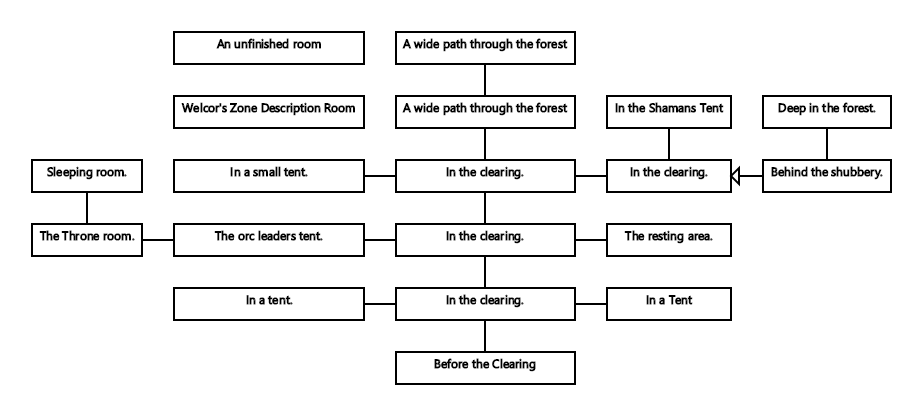 An unfinished room
A wide path through the forest
Welcor's Zone Description Room
A wide path through the forest
In the Shamans Tent
Deep in the forest.
Sleeping room.
In a small tent.
In the clearing.
In the clearing.
Behind the shubbery.
The Throne room.
The orc leaders tent.
In the clearing.
The resting area.
In a tent.
In the clearing.
In a Tent
Before the Clearing